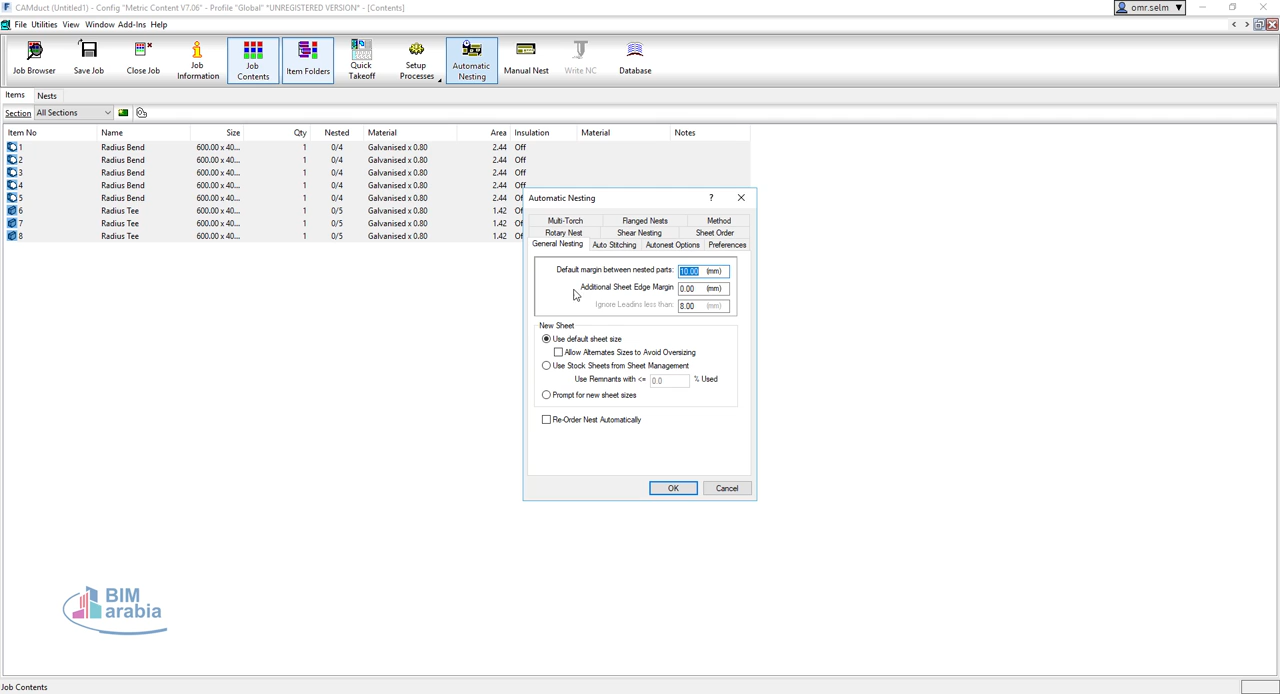 CAMduct (Untitled1) - Config "Metric Content V7.06" - Profile "Global" *UNREGISTERED VERSION* - [Contents]
omr.selm
File Utilities View Window Add-Ins Help
Job Browser
Save Job
Close Job
Job Information
Job Contents
Item Folders
Quick Takeoff
Setup Processes
Automatic Nesting
Manual Nest
Write NC
Database
Items Nests
Section All Sections
Item No Name Size Qty Nested Material Area Insulation Material Notes
1 Radius Bend 600.00 x 40... 1 0/4 Galvanised x 0.80 2.44 Off
2 Radius Bend 600.00 x 40... 1 0/4 Galvanised x 0.80 2.44 Off
3 Radius Bend 600.00 x 40... 1 0/4 Galvanised x 0.80 2.44 Off
4 Radius Bend 600.00 x 40... 1 0/4 Galvanised x 0.80 2.44 Off
5 Radius Bend 600.00 x 40... 1 0/4 Galvanised x 0.80 2.44
6 Radius Tee 600.00 x 40... 1 0/5 Galvanised x 0.80 1.42
7 Radius Tee 600.00 x 40... 1 0/5 Galvanised x 0.80 1.42
8 Radius Tee 600.00 x 40... 1 0/5 Galvanised x 0.80 1.42
Automatic Nesting ?
Multi-Torch Flanged Nests Method
Rotary Nest Shear Nesting Sheet Order
General Nesting Auto Stitching Autonest Options Preferences
Default margin between nested parts: 10.00 (mm)
Additional Sheet Edge Margin 0.00 (mm)
Ignore Leadins less than: 8.00 (mm)
New Sheet
Use default sheet size
Allow Alternates Sizes to Avoid Oversizing
Use Stock Sheets from Sheet Management
Use Remnants with <= 0.0 % Used
Prompt for new sheet sizes
Re-Order Nest Automatically
OK Cancel
BIM
arabia
Job Contents